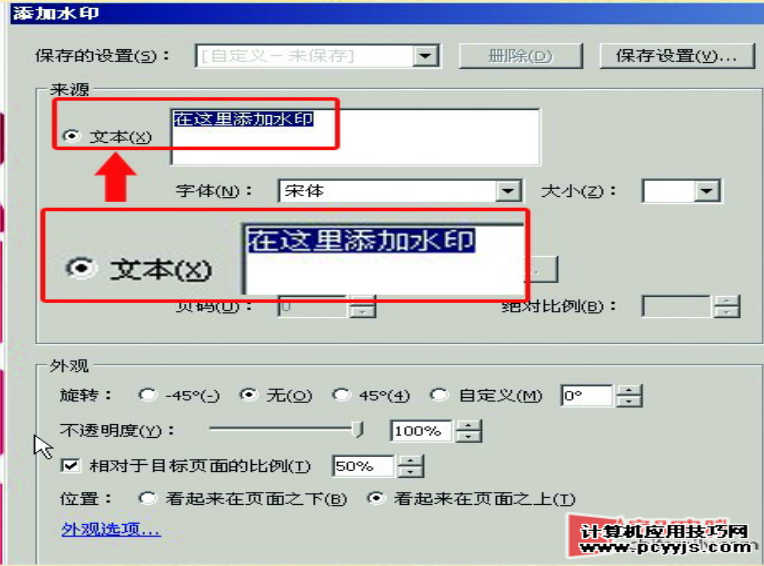 添加水印
保存的设置(S)： [自定义－未保存] 删除(D) 保存设置(V)...
来源
文本(X) 在这里添加水印
字体(N)： 宋体 大小(Z)：
文本(X) 在这里添加水印
页码(U)： 0 绝对比例(B)：
外观
旋转： -45°(-) 无(O) 45°(4) 自定义(M) 0°
不透明度(Y)： 100%
相对于目标页面的比例(T) 50%
位置： 看起来在页面之下(B) 看起来在页面之上(T)
外观选项...
计算机应用技巧网
www.pcyyjs.com